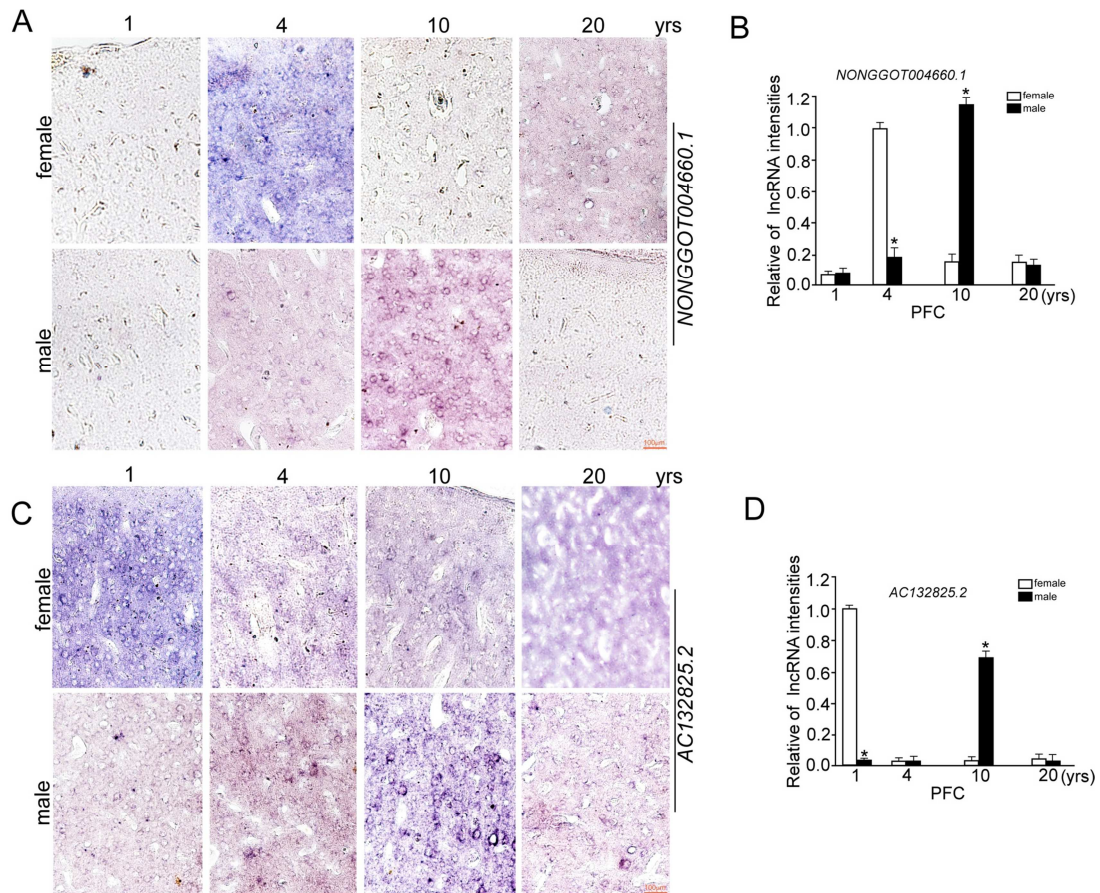 A
1 4 10 20 yrs
female
male
NONGGOT004660.1
100μm
B
NONGGOT004660.1
female
male
Relative of lncRNA intensities
1.2
1.0
0.8
0.6
0.4
0.2
0.0
*
*
1 4 10 20 (yrs)
PFC
C
1 4 10 20 yrs
female
male
AC132825.2
100μm
D
AC132825.2
female
male
Relative of lncRNA intensities
1.2
1.0
0.8
0.6
0.4
0.2
0.0
*
*
1 4 10 20 (yrs)
PFC